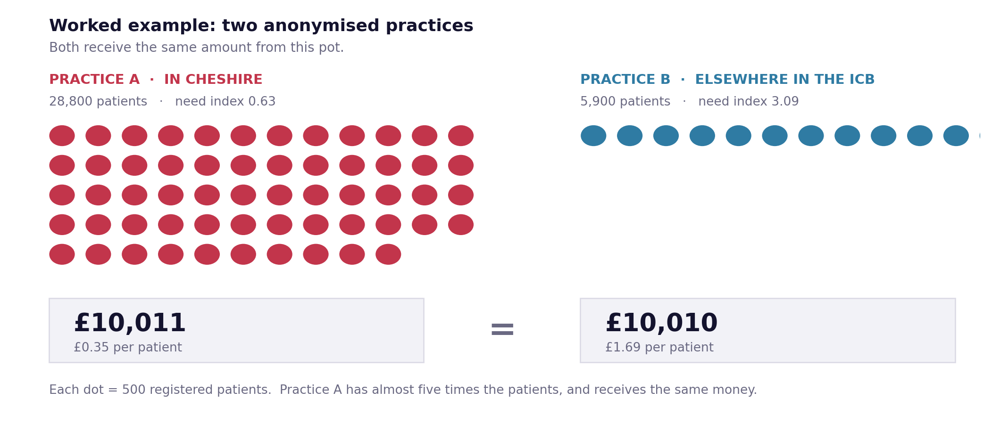 Worked example: two anonymised practices
Both receive the same amount from this pot.
PRACTICE A · IN CHESHIRE
28,800 patients · need index 0.63
PRACTICE B · ELSEWHERE IN THE ICB
5,900 patients · need index 3.09
£10,011
£0.35 per patient
=
£10,010
£1.69 per patient
Each dot = 500 registered patients. Practice A has almost five times the patients, and receives the same money.